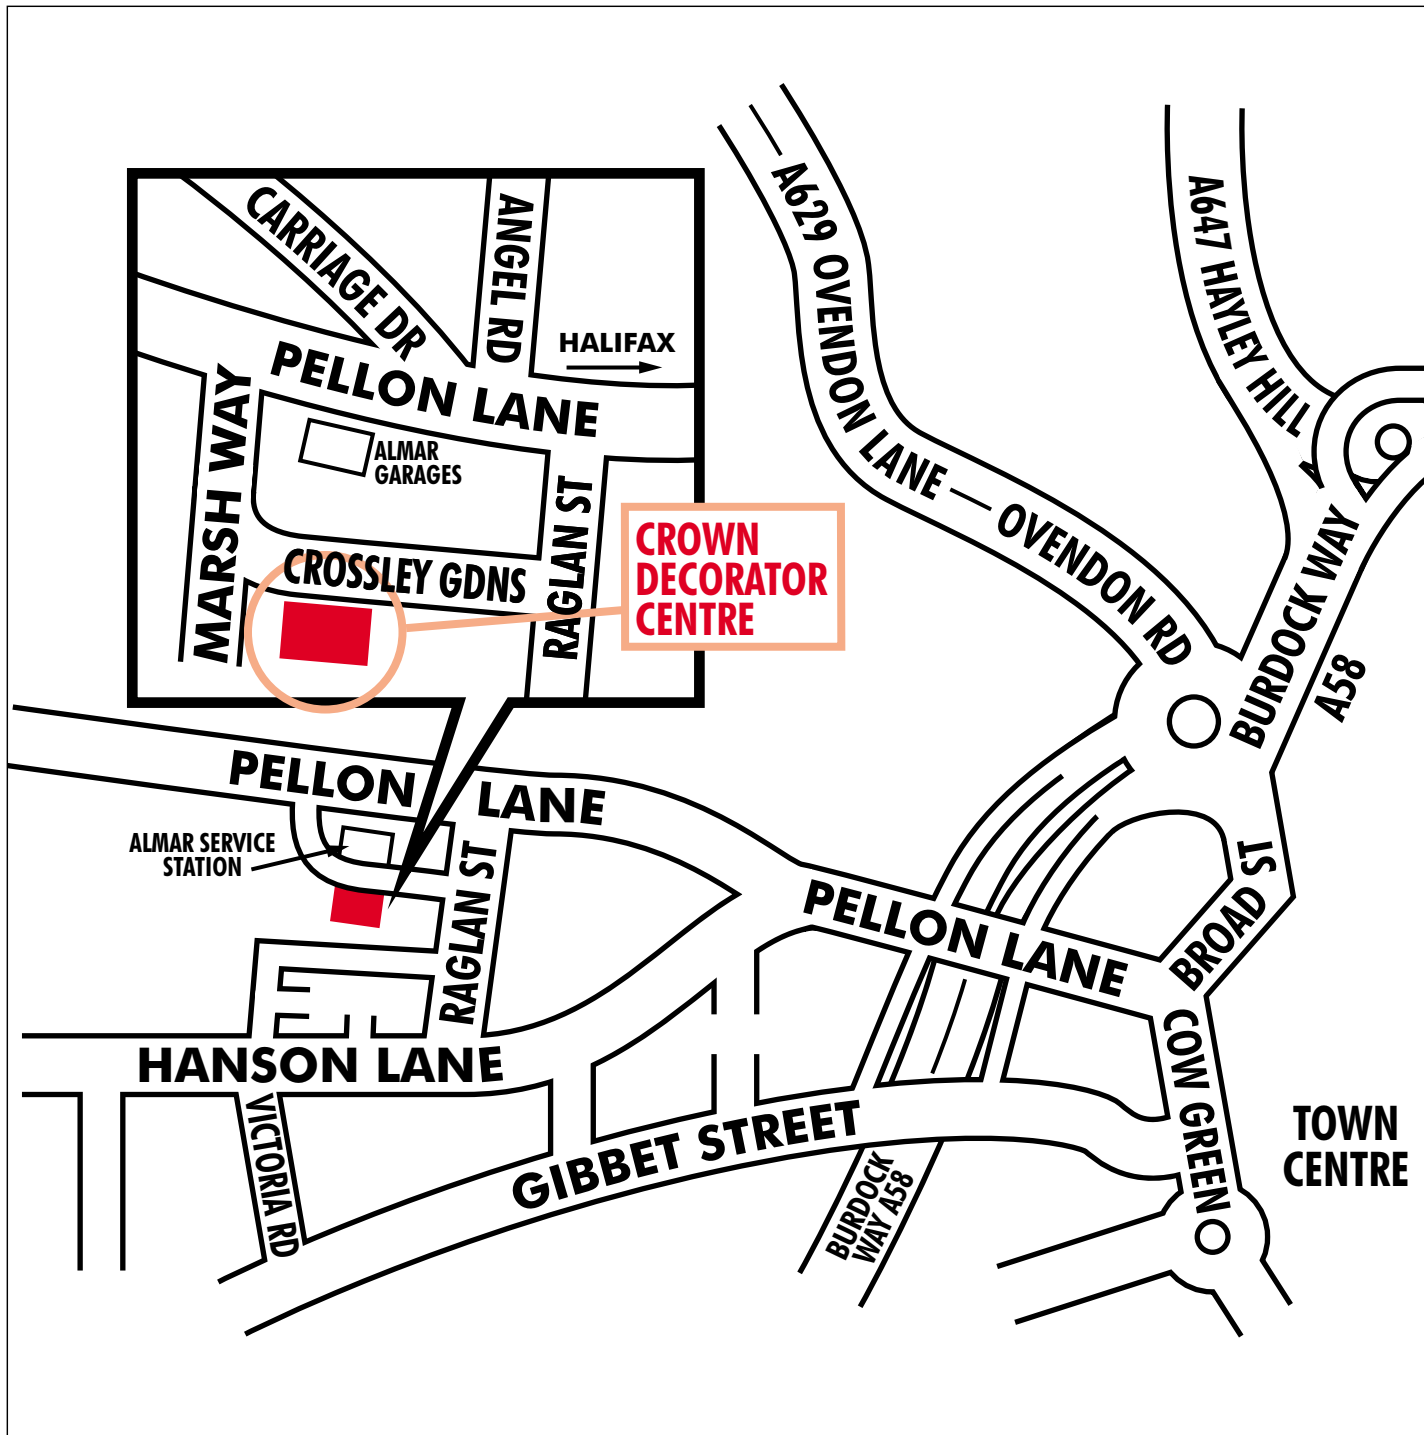 CARRIAGE DR
ANGEL RD
HALIFAX
PELLON LANE
MARSH WAY
ALMAR
GARAGES
RAGLAN ST
CROSSLEY GDNS
CROWN
DECORATOR
CENTRE
A629 OVENDON LANE
OVENDON RD
A647 HAYLEY HILL
BURDOCK WAY
A58
PELLON LANE
ALMAR SERVICE
STATION
RAGLAN ST
PELLON LANE
BROAD ST
COW GREEN
HANSON LANE
VICTORIA RD
GIBBET STREET
BURDOCK
WAY A58
TOWN
CENTRE